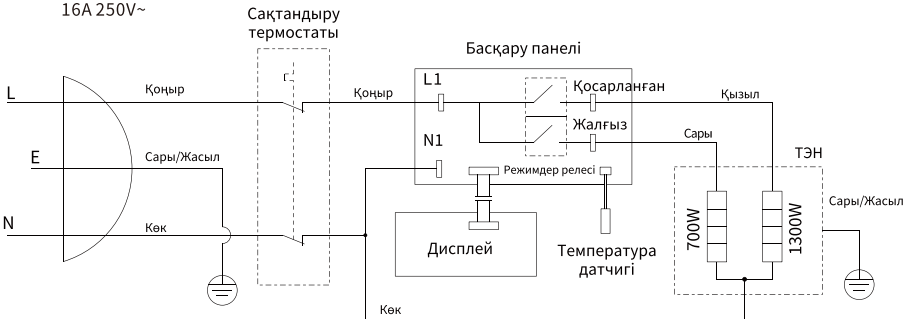 16A 250V~
Сақтандыру
термостаты
Басқару панелі
L
Қоңыр
Қоңыр
L1
Қосарланған
Қызыл
N1
Жалғыз
Сары
E
Сары/Жасыл
Режимдер релесі
ТЭН
N
Көк
Дисплей
Температура
датчигі
700W
1300W
Сары/Жасыл
Көк